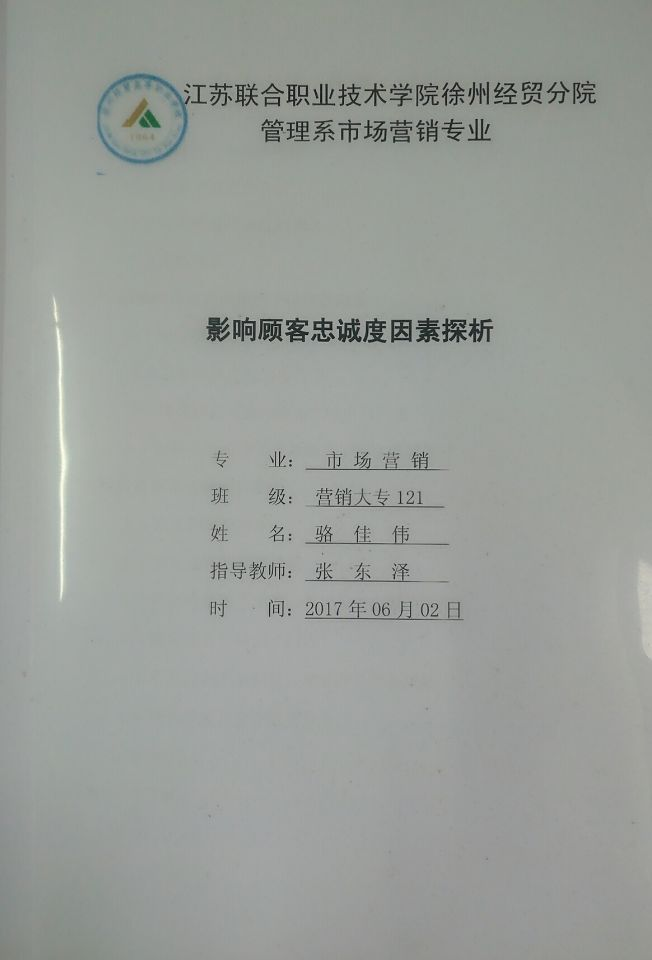 江苏联合职业技术学院徐州经贸分院
管理系市场营销专业
1964
影响顾客忠诚度因素探析
专 业: 市 场 营 销
班 级: 营销大专121
姓 名: 骆 佳 伟
指导教师: 张 东 泽
时 间: 2017年06月02日